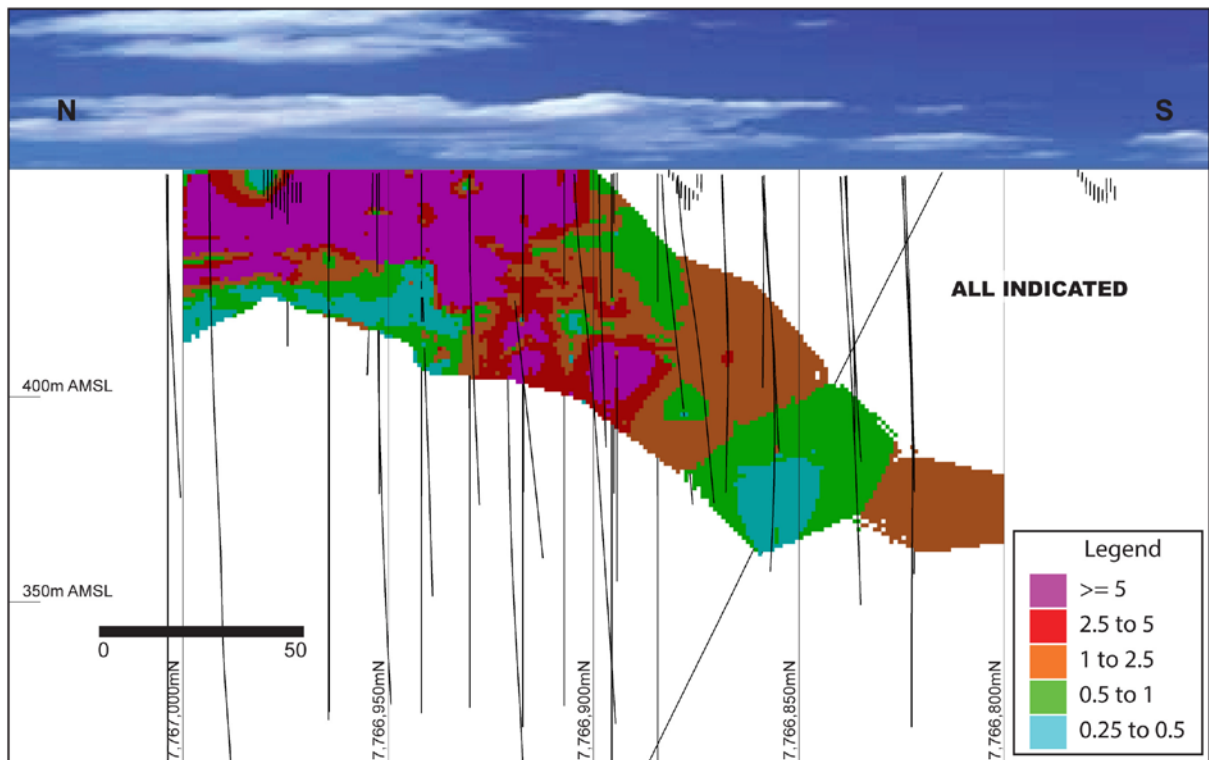 N
S
ALL INDICATED
400m AMSL
350m AMSL
0
50
7,767,000mN
7,766,950mN
7,766,900mN
7,766,850mN
7,766,800mN
Legend
>= 5
2.5 to 5
1 to 2.5
0.5 to 1
0.25 to 0.5